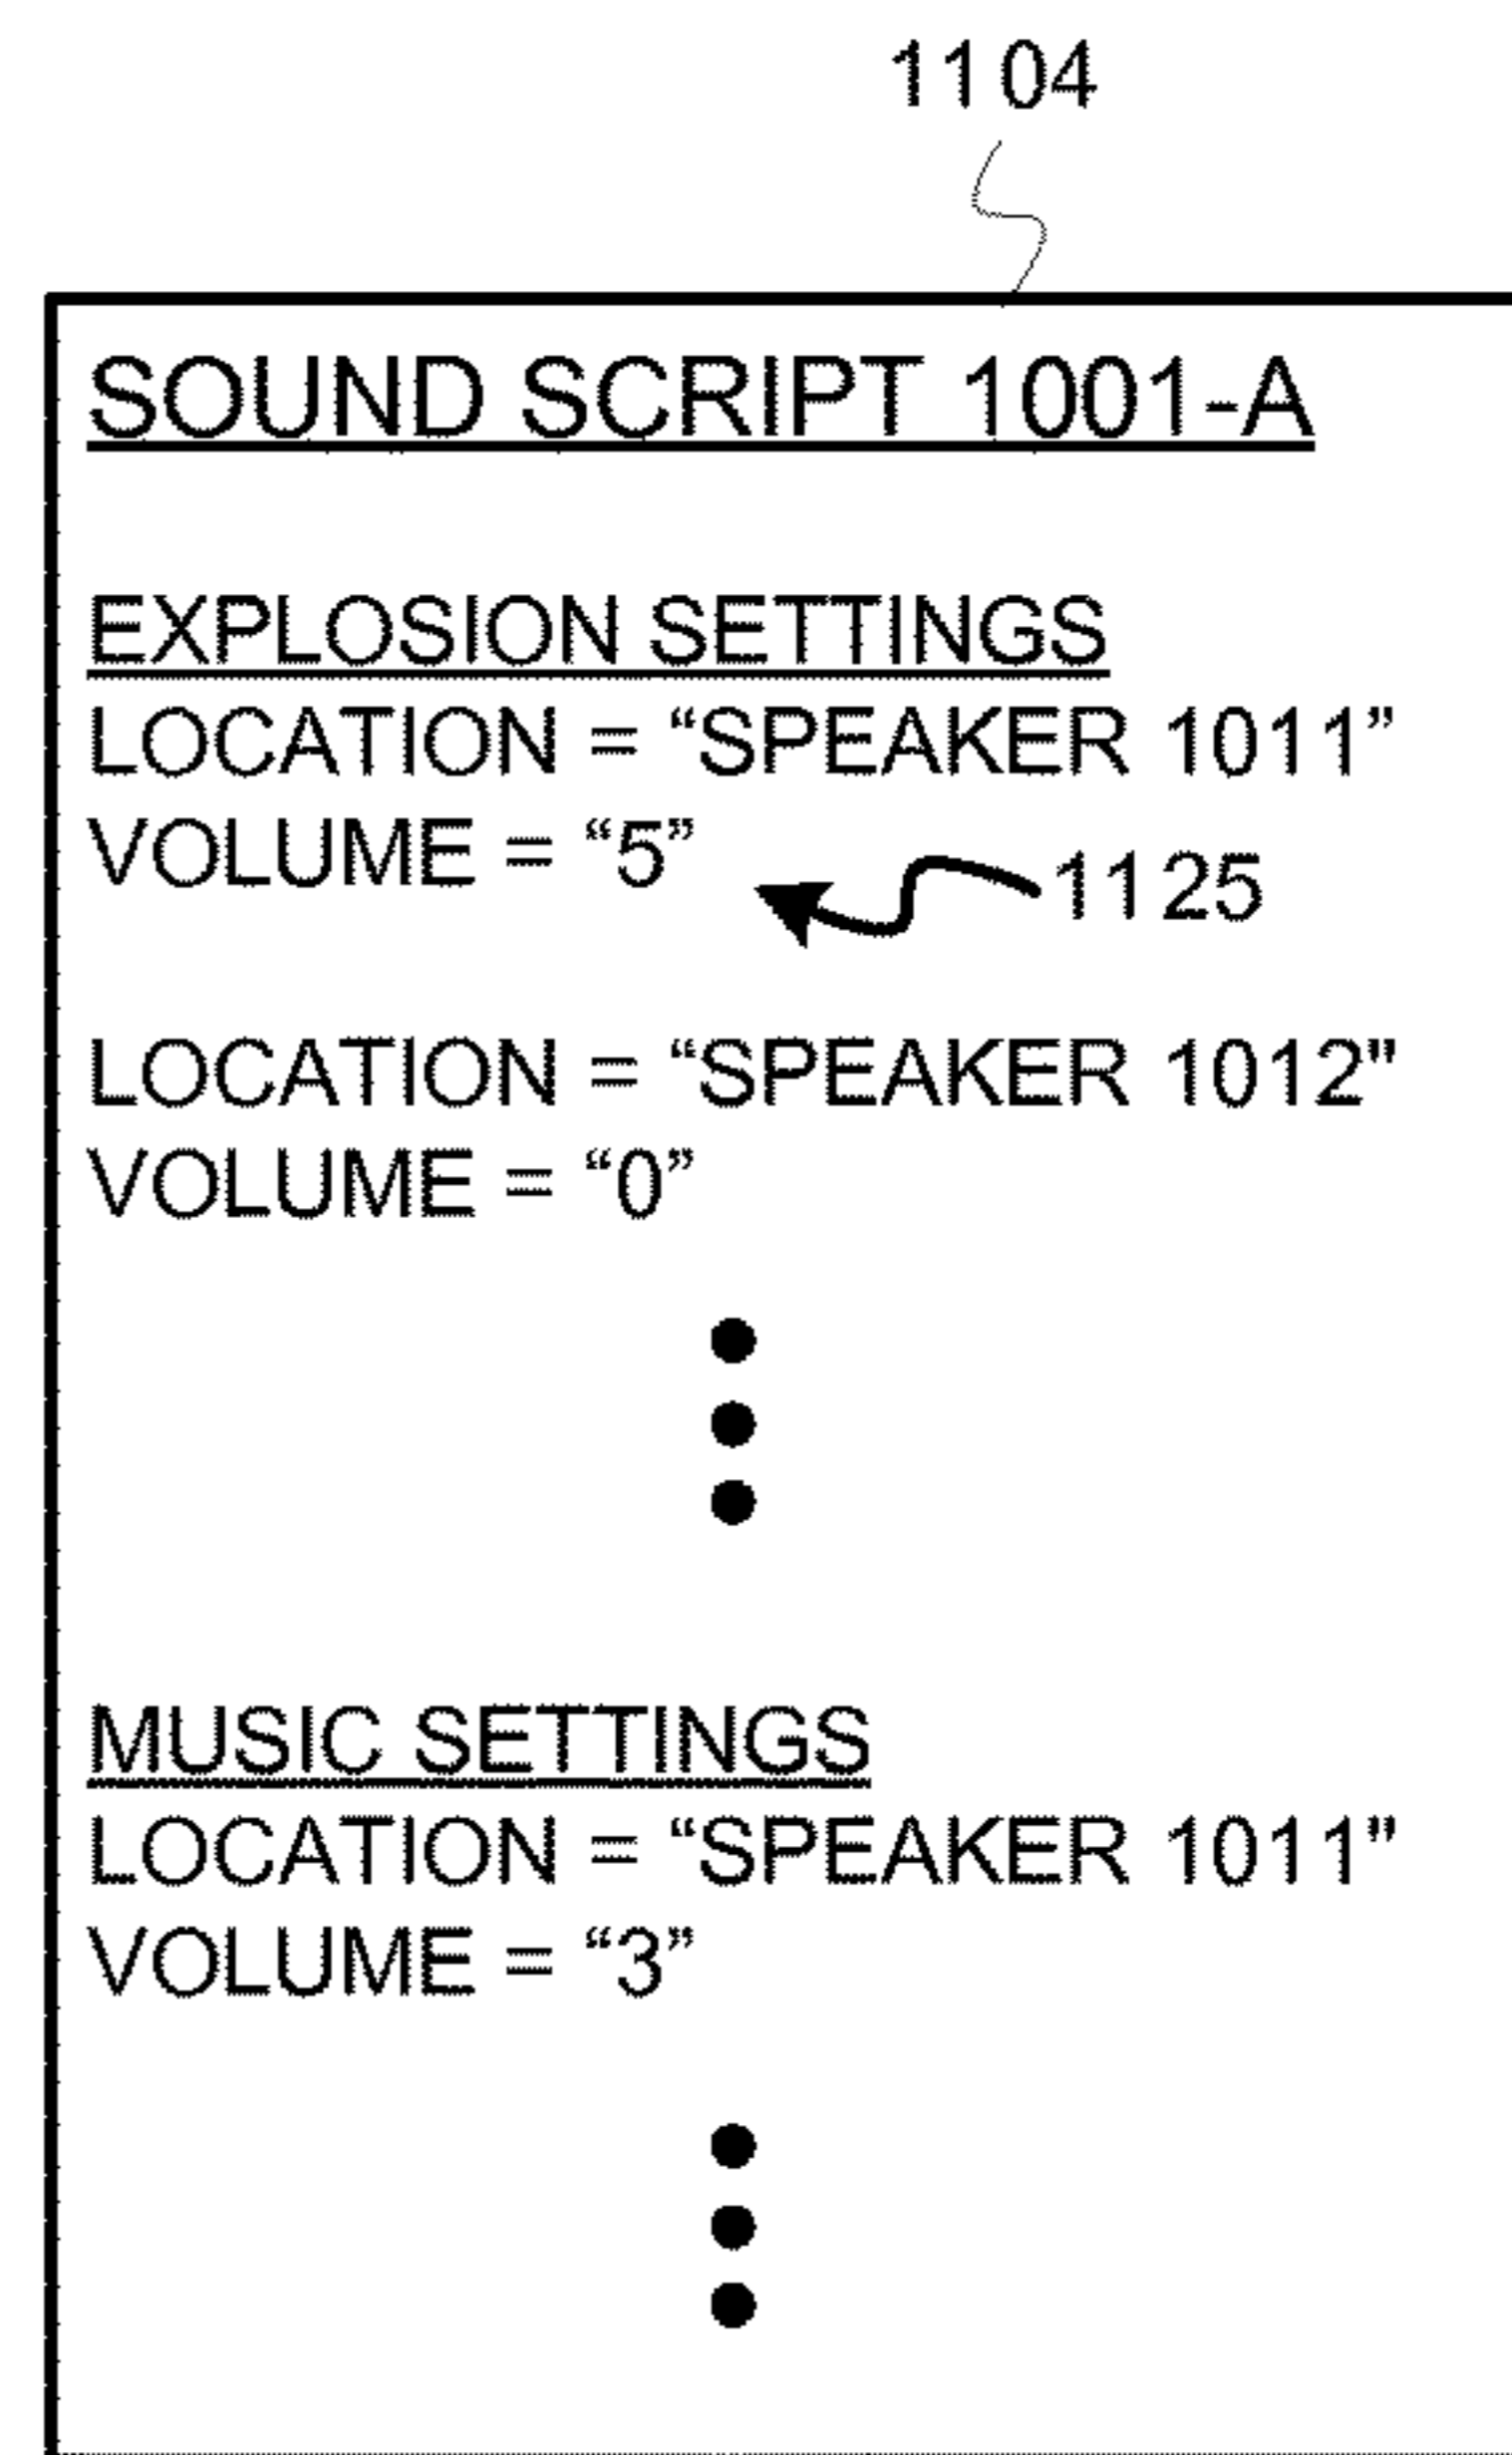 1104
SOUND SCRIPT 1001-A
EXPLOSION SETTINGS
LOCATION = “SPEAKER 1011”
VOLUME = “5”
1125
LOCATION = “SPEAKER 1012”
VOLUME = “0”
MUSIC SETTINGS
LOCATION = “SPEAKER 1011”
VOLUME = “3”